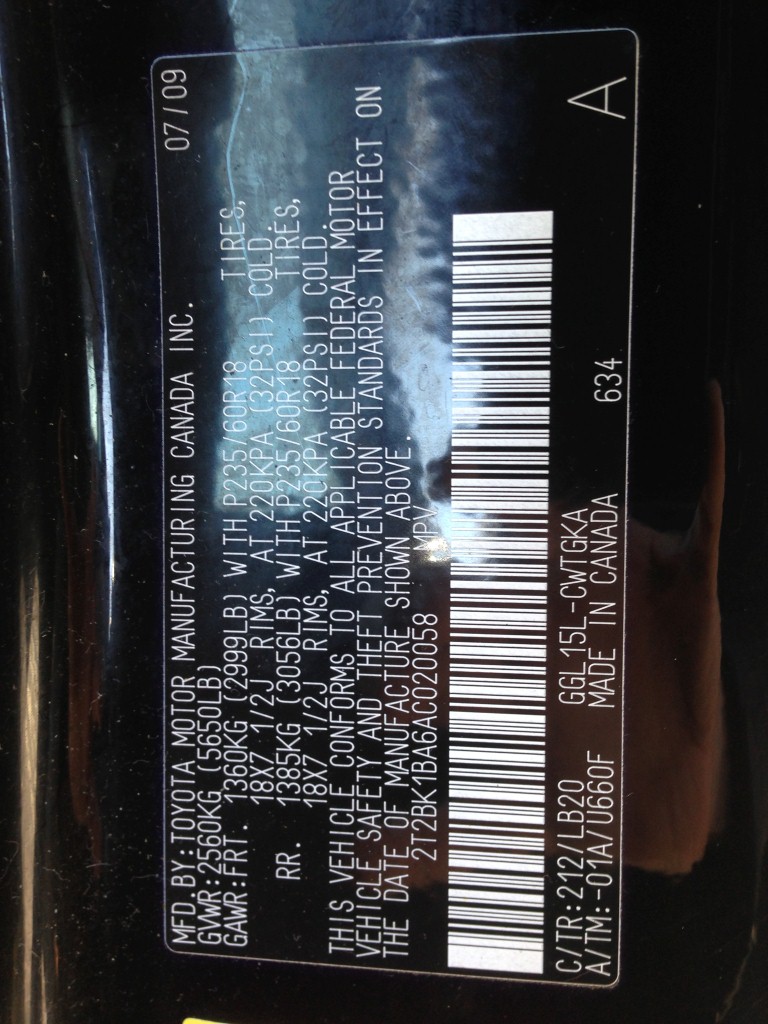 MFD. BY:TOYOTA MOTOR MANUFACTURING CANADA INC. 07/09
GVWR:2560KG (5650LB)
GAWR:FRT. 1360KG (2999LB) WITH P235/60R18 TIRES,
18X7 1/2J RIMS, AT 220KPA (32PSI) COLD.
RR. 1385KG (3056LB) WITH P235/60R18 TIRES,
18X7 1/2J RIMS, AT 220KPA (32PSI) COLD.
THIS VEHICLE CONFORMS TO ALL APPLICABLE FEDERAL MOTOR
VEHICLE SAFETY AND THEFT PREVENTION STANDARDS IN EFFECT ON
THE DATE OF MANUFACTURE SHOWN ABOVE.
2T2BK1BA6AC020058 MPV
C/TR:212/LB20 GGL15L-CWTGKA
A/TM:-01A/U660F MADE IN CANADA 634 A